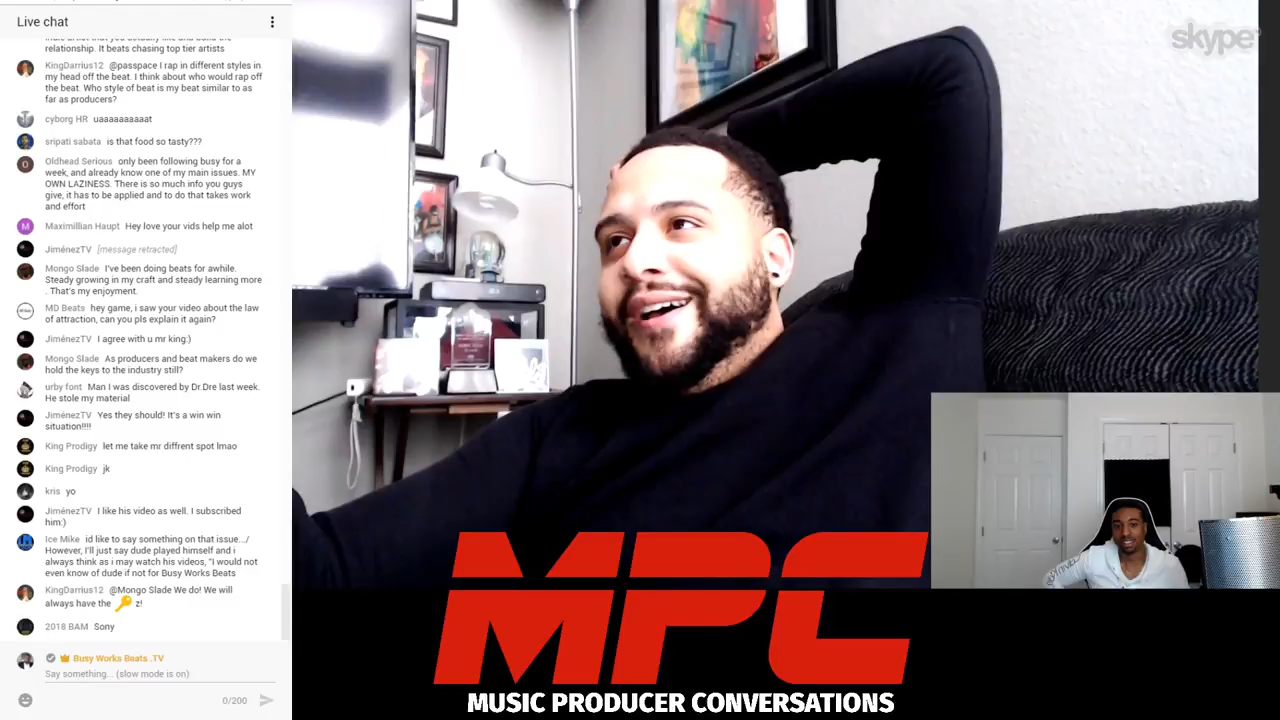 Live chat
relationship. It beats chasing top tier artists
KingDarrius12 @passpace I rap in different styles in
my head off the beat. I think about who would rap off
the beat. Who style of beat is my beat similar to as
far as producers?
cyborg HR uaaaaaaaaat
sripati sabata is that food so tasty???
Oldhead Serious only been following busy for a
week, and already know one of my main issues. MY
OWN LAZINESS. There is so much info you guys
give, it has to be applied and to do that takes work
and effort
M
Maximillian Haupt Hey love your vids help me alot
JiménezTV [message retracted]
Mongo Slade I've been doing beats for awhile.
Steady growing in my craft and steady learning more
. That's my enjoyment.
MD Beats hey game, i saw your video about the law
of attraction, can you pls explain it again?
JiménezTV I agree with u mr king:)
Mongo Slade As producers and beat makers do we
hold the keys to the industry still?
urby font Man I was discovered by Dr.Dre last week.
He stole my material
JiménezTV Yes they should! It's a win win
situation!!!!
King Prodigy let me take mr diffrent spot lmao
King Prodigy jk
kris yo
JiménezTV I like his video as well. I subscribed
him:)
Ice Mike id like to say something on that issue.../
However, I'll just say dude played himself and i
always think as i may watch his videos, "I would not
even know of dude if not for Busy Works Beats
KingDarrius12 @Mongo Slade We do! We will
always have the z!
2018 BAM Sony
Busy Works Beats .TV
Say something... (slow mode is on)
0/200
skype
MPC
MUSIC PRODUCER CONVERSATIONS